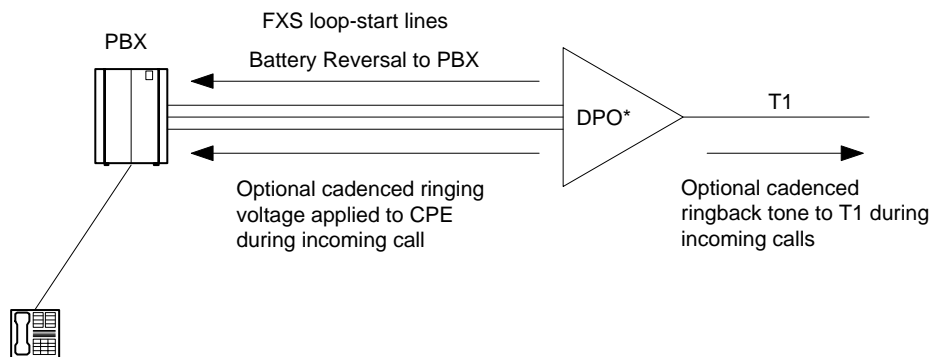 FXS loop-start lines
PBX
Battery Reversal to PBX
DPO*
T1
Optional cadenced ringing
voltage applied to CPE
during incoming call
Optional cadenced
ringback tone to T1 during
incoming calls